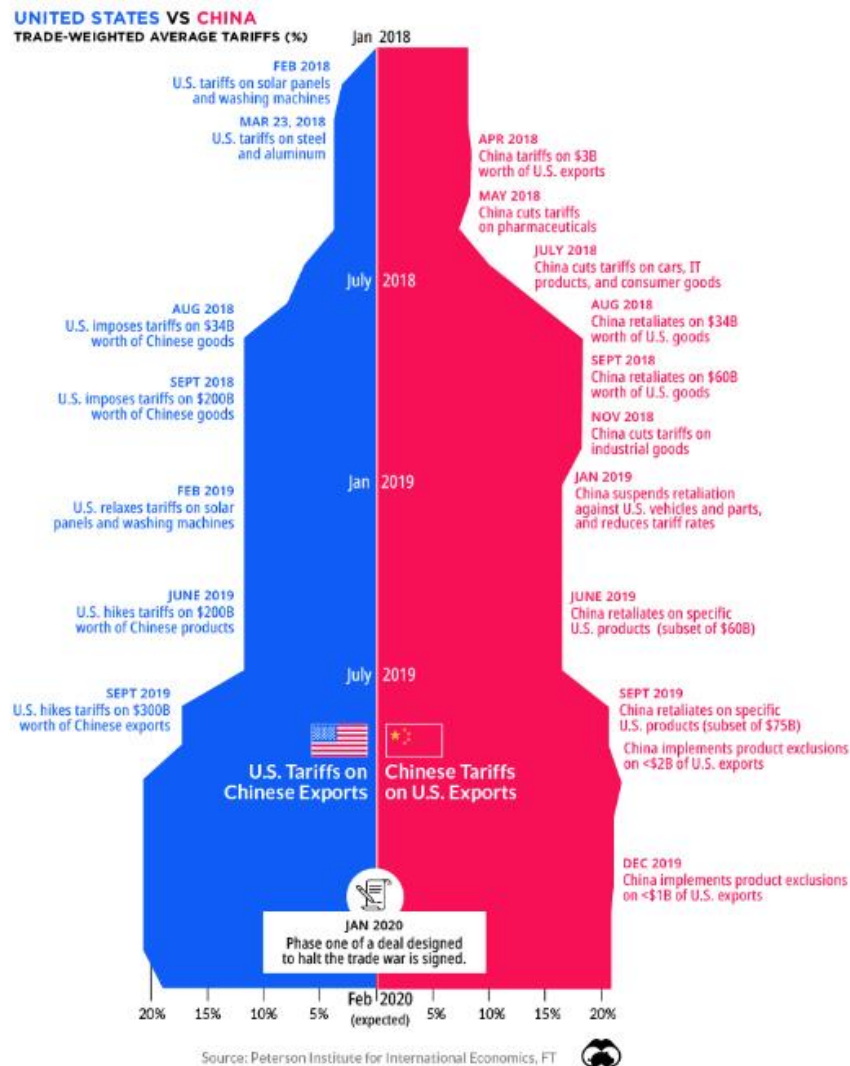 UNITED STATES VS CHINA
TRADE-WEIGHTED AVERAGE TARIFFS (%)
Jan 2018
FEB 2018
U.S. tariffs on solar panels
and washing machines
MAR 23, 2018
U.S. tariffs on steel
and aluminum
APR 2018
China tariffs on $3B
worth of U.S. exports
MAY 2018
China cuts tariffs
on pharmaceuticals
JULY 2018
China cuts tariffs on cars, IT
products, and consumer goods
July 2018
AUG 2018
U.S. imposes tariffs on $34B
worth of Chinese goods
AUG 2018
China retaliates on $34B
worth of U.S. goods
SEPT 2018
U.S. imposes tariffs on $200B
worth of Chinese goods
SEPT 2018
China retaliates on $60B
worth of U.S. goods
NOV 2018
China cuts tariffs on
industrial goods
Jan 2019
FEB 2019
U.S. relaxes tariffs on solar
panels and washing machines
JAN 2019
China suspends retaliation
against U.S. vehicles and parts,
and reduces tariff rates
JUNE 2019
U.S. hikes tariffs on $200B
worth of Chinese products
JUNE 2019
China retaliates on specific
U.S. products (subset of $60B)
July 2019
SEPT 2019
U.S. hikes tariffs on $300B
worth of Chinese exports
SEPT 2019
China retaliates on specific
U.S. products (subset of $75B)
China implements product exclusions
on <$2B of U.S. exports
U.S. Tariffs on
Chinese Exports
Chinese Tariffs
on U.S. Exports
DEC 2019
China implements product exclusions
on <$1B of U.S. exports
JAN 2020
Phase one of a deal designed
to halt the trade war is signed.
Feb 2020
(expected)
20% 15% 10% 5% 5% 10% 15% 20%
Source: Peterson Institute for International Economics, FT